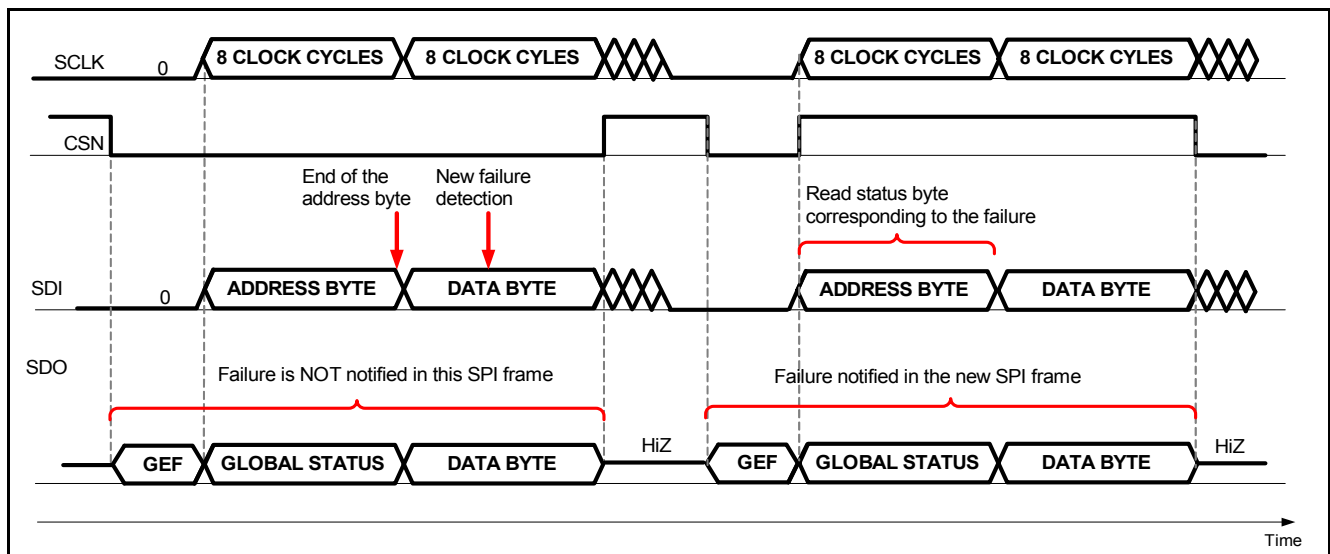 SCLK
0
8 CLOCK CYCLES
8 CLOCK CYLES
8 CLOCK CYCLES
8 CLOCK CYLES
CSN
End of the
address byte
New failure
detection
Read status byte
corresponding to the failure
SDI
0
ADDRESS BYTE
DATA BYTE
ADDRESS BYTE
DATA BYTE
SDO
Failure is NOT notified in this SPI frame
Failure notified in the new SPI frame
GEF
GLOBAL STATUS
DATA BYTE
HiZ
GEF
GLOBAL STATUS
DATA BYTE
HiZ
Time